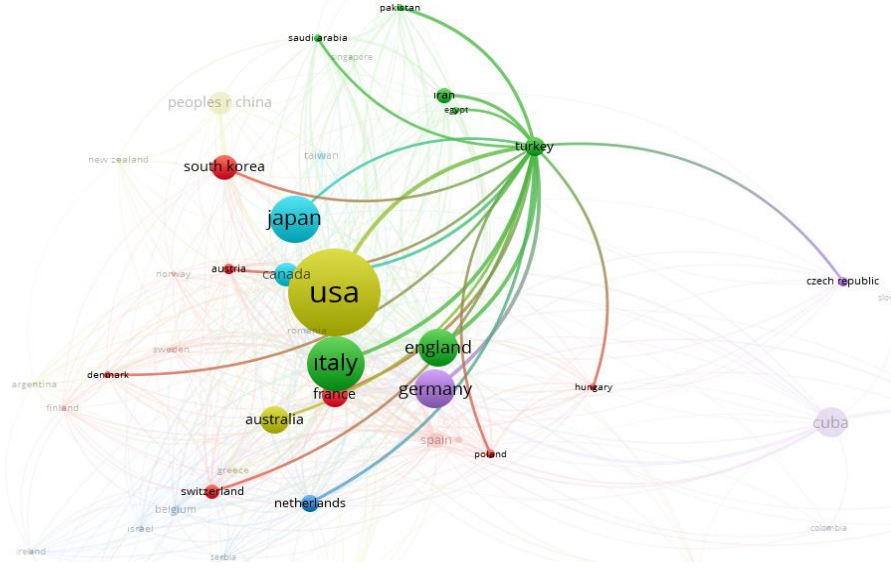 pakistan
saudi arabia
singapore
iran
peoples r china
egypt
turkey
taiwan
new zealand
south korea
japan
austria
canada
norway
czech republic
usa
romania
england
sweden
italy
denmark
argentina
germany
hungary
france
finland
australia
cuba
spain
poland
greece
switzerland
netherlands
belgium
israel
colombia
ireland
serbia